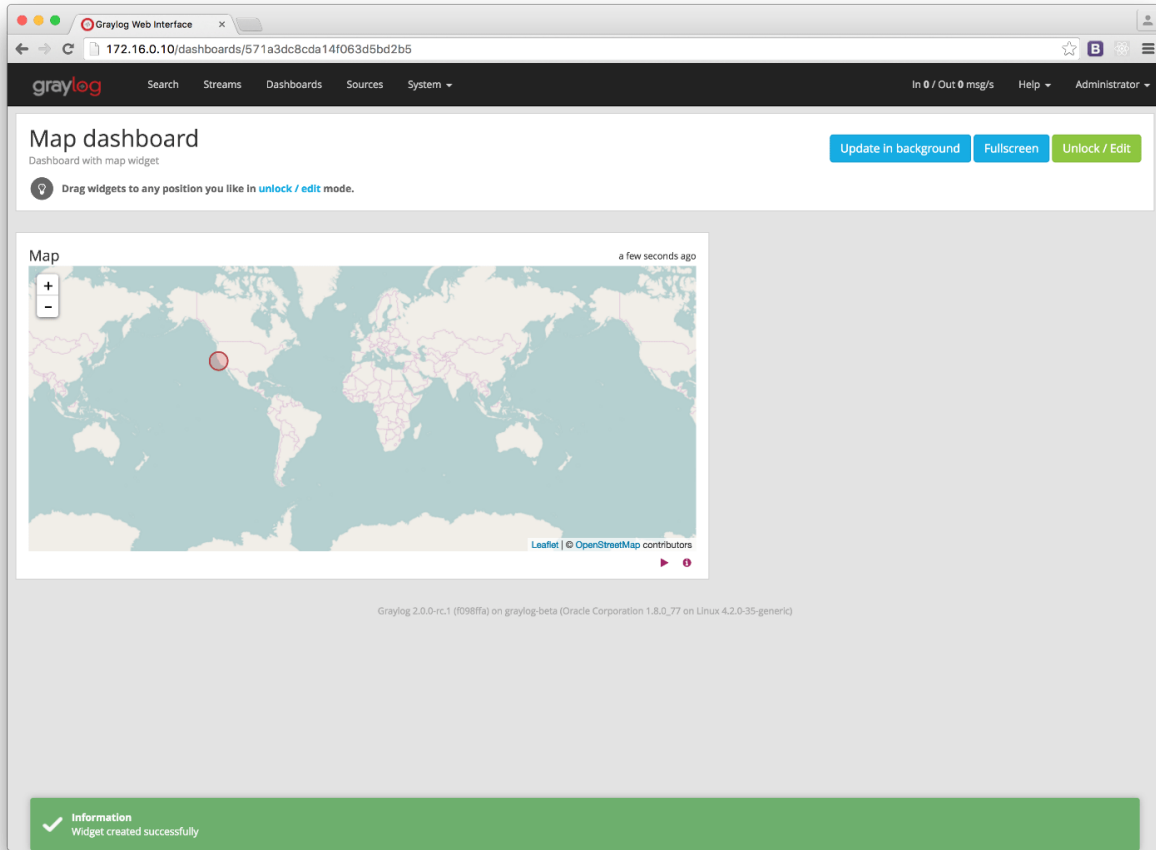 Graylog Web Interface
172.16.0.10/dashboards/571a3dc8cda14f063d5bd2b5
B
graylog Search Streams Dashboards Sources System In 0 / Out 0 msg/s Help Administrator
Map dashboard
Dashboard with map widget
Update in background Fullscreen Unlock / Edit
Drag widgets to any position you like in unlock / edit mode.
Map a few seconds ago
+
-
Leaflet | © OpenStreetMap contributors
Graylog 2.0.0-rc.1 (f098ffa) on graylog-beta (Oracle Corporation 1.8.0_77 on Linux 4.2.0-35-generic)
Information
Widget created successfully